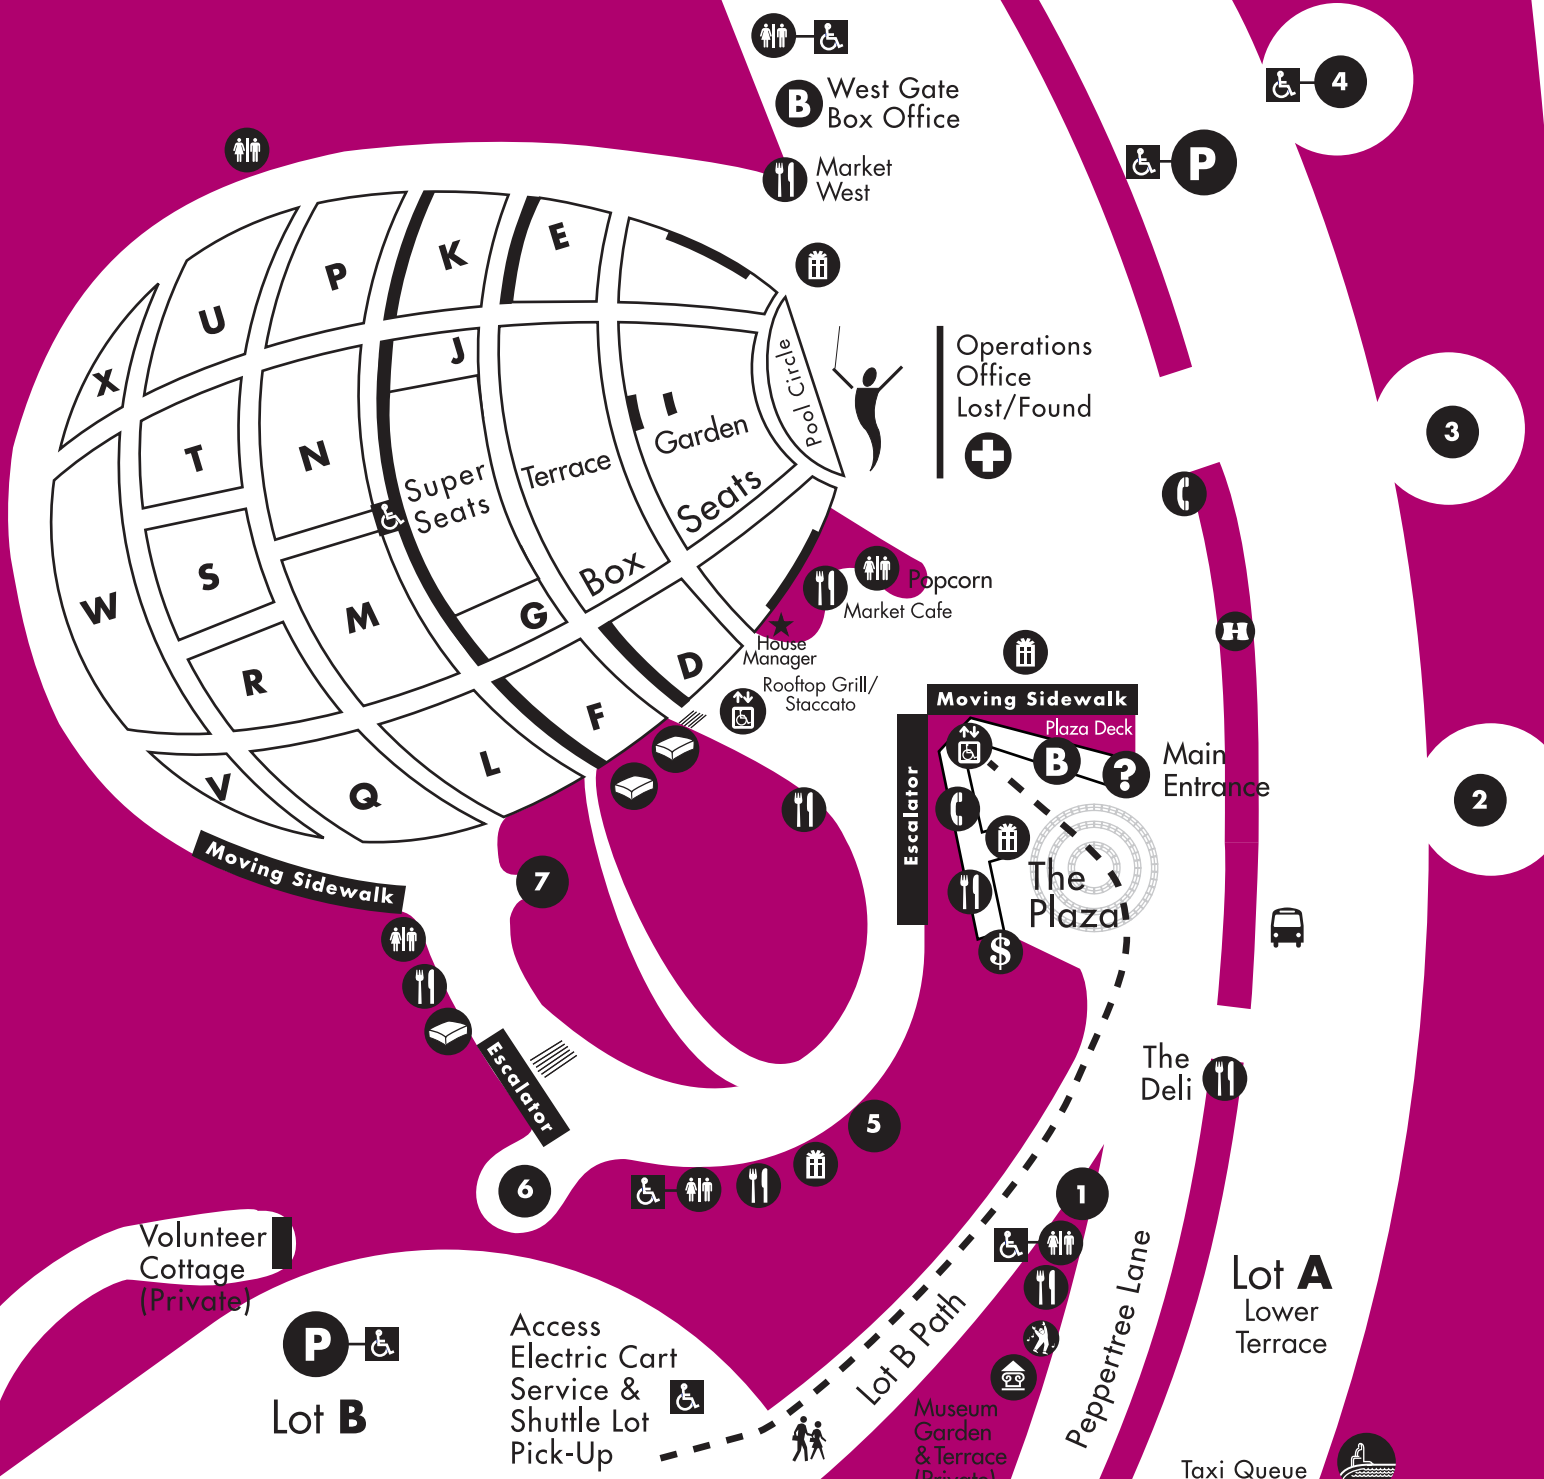 B
West Gate
Box Office
Market
West
4
P
E
K
P
U
X
J
Pool Circle
Operations
Office
Lost/Found
3
T
N
Super
Seats
Terrace
Box
Garden
Seats
S
W
M
G
R
D
F
L
Q
V
Popcorn
Market Cafe
House
Manager
Rooftop Grill/
Staccato
H
Moving Sidewalk
Plaza Deck
B
?
Main
Entrance
2
Escalator
The
Plaza
$
Moving Sidewalk
7
Escalator
The
Deli
5
6
1
Volunteer
Cottage
(Private)
P
Lot B
Access
Electric Cart
Service &
Shuttle Lot
Pick-Up
Lot B Path
Peppertree Lane
Lot A
Lower
Terrace
Museum
Garden
& Terrace
(Private)
Taxi Queue